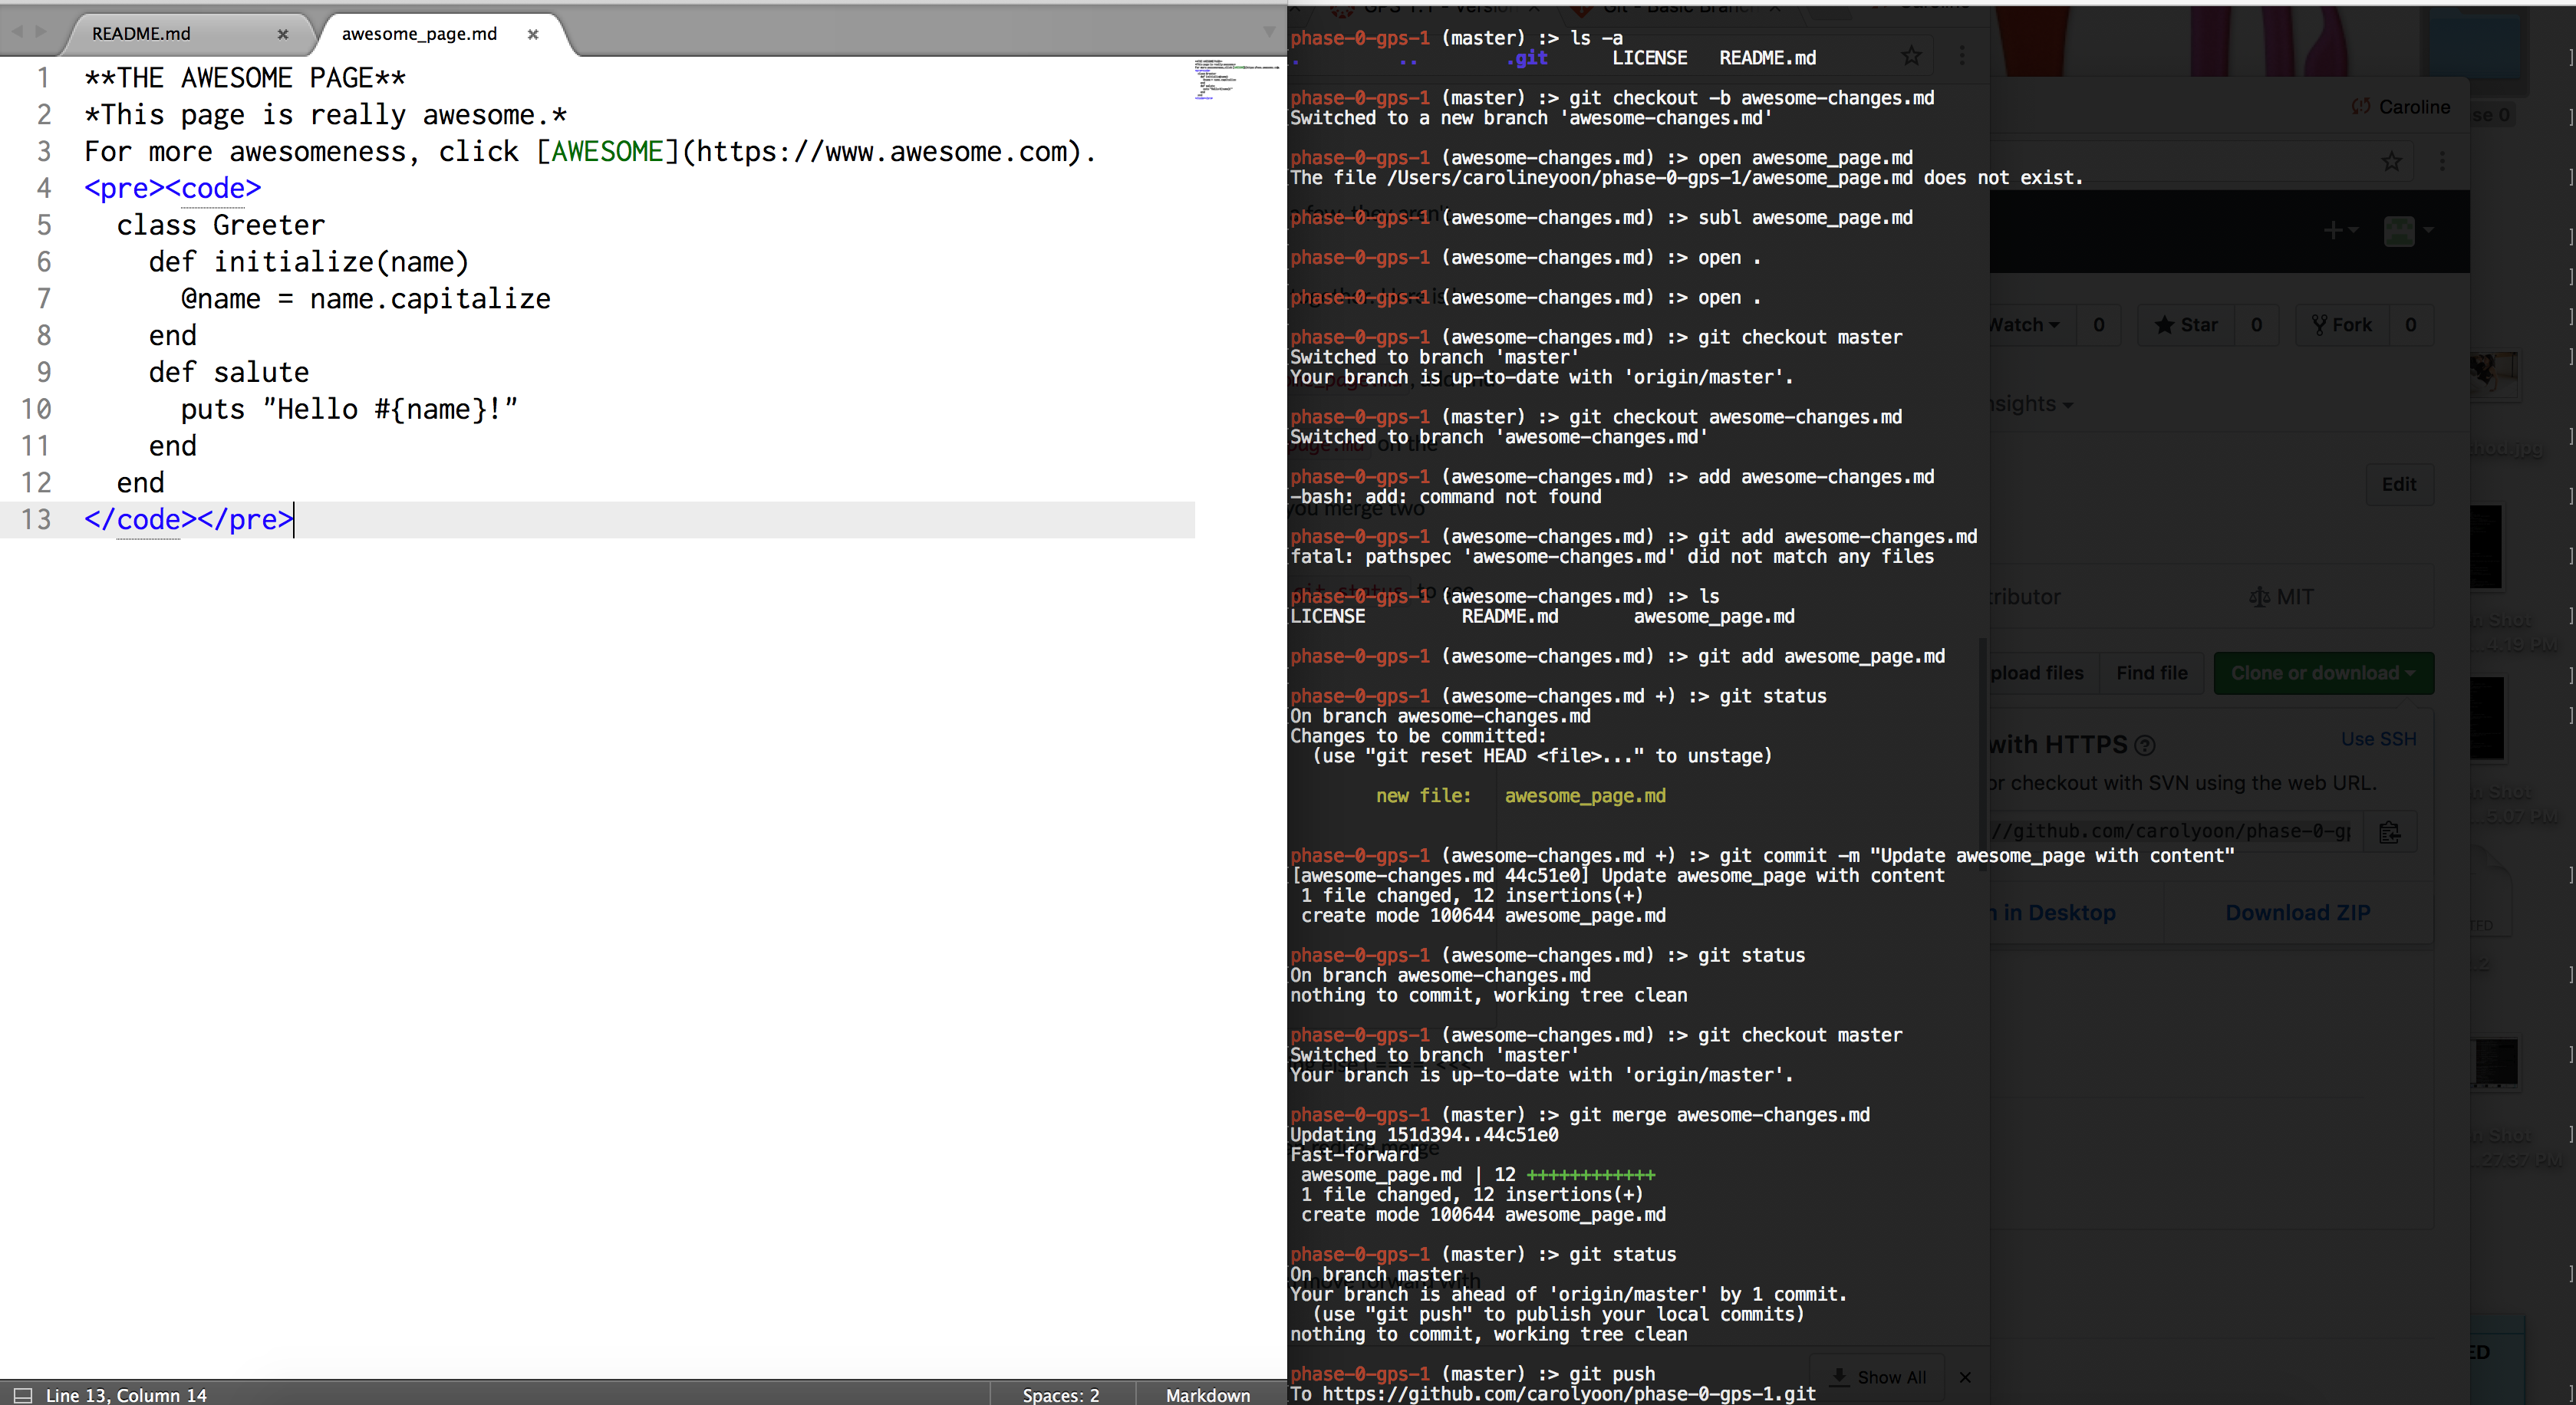 README.md
awesome_page.md
1 **THE AWESOME PAGE**
2 *This page is really awesome.*
3 For more awesomeness, click [AWESOME](https://www.awesome.com).
4 <pre><code>
5 class Greeter
6 def initialize(name)
7 @name = name.capitalize
8 end
9 def salute
10 puts "Hello #{name}!"
11 end
12 end
13 </code></pre>
Line 13, Column 14
Spaces: 2
Markdown
phase-0-gps-1 (master) :> ls -a
. .. .git LICENSE README.md
phase-0-gps-1 (master) :> git checkout -b awesome-changes.md
Switched to a new branch 'awesome-changes.md'
phase-0-gps-1 (awesome-changes.md) :> open awesome_page.md
The file /Users/carolineyoon/phase-0-gps-1/awesome_page.md does not exist.
phase-0-gps-1 (awesome-changes.md) :> subl awesome_page.md
phase-0-gps-1 (awesome-changes.md) :> open .
phase-0-gps-1 (awesome-changes.md) :> open .
phase-0-gps-1 (awesome-changes.md) :> git checkout master
Switched to branch 'master'
Your branch is up-to-date with 'origin/master'.
phase-0-gps-1 (master) :> git checkout awesome-changes.md
Switched to branch 'awesome-changes.md'
phase-0-gps-1 (awesome-changes.md) :> add awesome-changes.md
-bash: add: command not found
phase-0-gps-1 (awesome-changes.md) :> git add awesome-changes.md
fatal: pathspec 'awesome-changes.md' did not match any files
phase-0-gps-1 (awesome-changes.md) :> ls
LICENSE README.md awesome_page.md
phase-0-gps-1 (awesome-changes.md) :> git add awesome_page.md
phase-0-gps-1 (awesome-changes.md +) :> git status
On branch awesome-changes.md
Changes to be committed:
(use "git reset HEAD <file>..." to unstage)
new file: awesome_page.md
phase-0-gps-1 (awesome-changes.md +) :> git commit -m "Update awesome_page with content"
[awesome-changes.md 44c51e0] Update awesome_page with content
1 file changed, 12 insertions(+)
create mode 100644 awesome_page.md
phase-0-gps-1 (awesome-changes.md) :> git status
On branch awesome-changes.md
nothing to commit, working tree clean
phase-0-gps-1 (awesome-changes.md) :> git checkout master
Switched to branch 'master'
Your branch is up-to-date with 'origin/master'.
phase-0-gps-1 (master) :> git merge awesome-changes.md
Updating 151d394..44c51e0
Fast-forward
awesome_page.md | 12 ++++++++++++
1 file changed, 12 insertions(+)
create mode 100644 awesome_page.md
phase-0-gps-1 (master) :> git status
On branch master
Your branch is ahead of 'origin/master' by 1 commit.
(use "git push" to publish your local commits)
nothing to commit, working tree clean
phase-0-gps-1 (master) :> git push
To https://github.com/carolyoon/phase-0-gps-1.git
Show All
Caroline
Watch 0 Star 0 Fork 0
Edit
MIT
Find file
Clone or download
with HTTPS
Use SSH
or checkout with SVN using the web URL.
//github.com/carolyoon/phase-0-g
in Desktop
Download ZIP